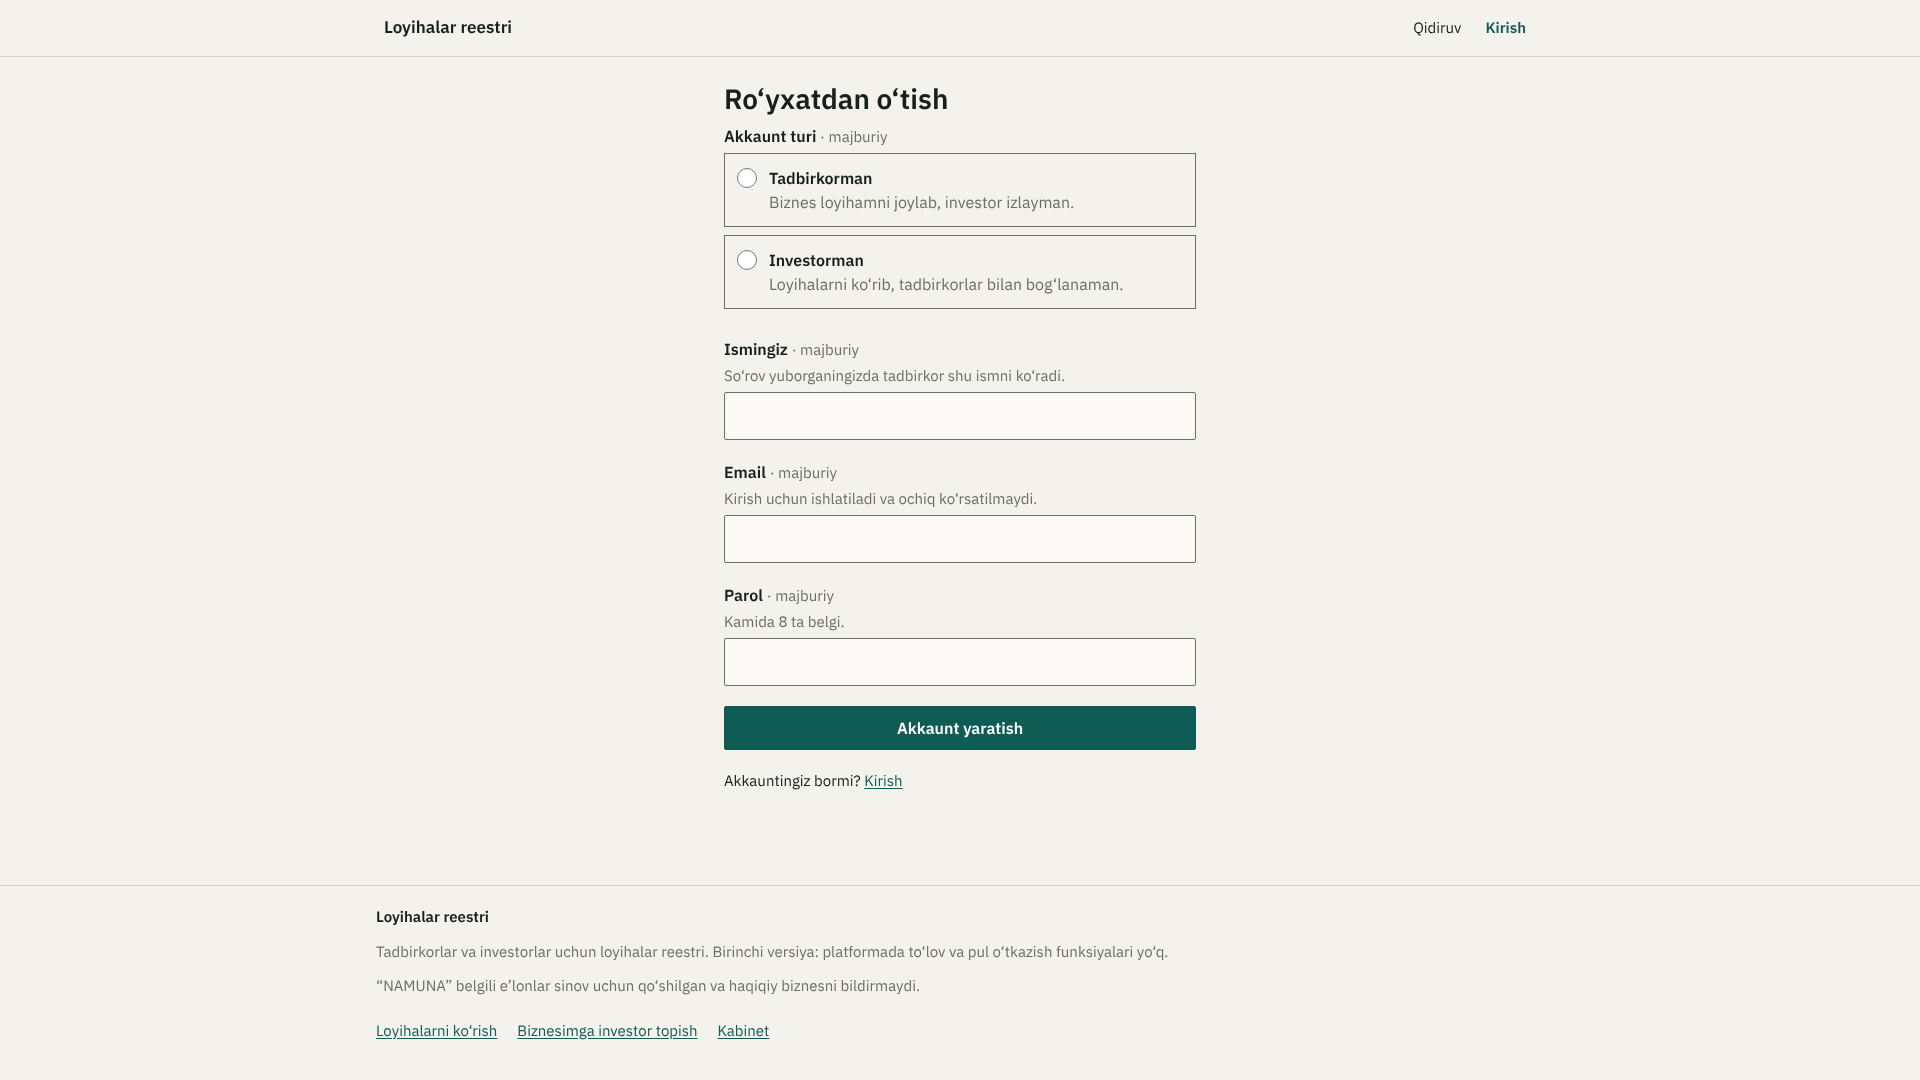 Loyihalar reestri
Qidiruv
Kirish
Ro‘yxatdan o‘tish
Akkaunt turi · majburiy
Tadbirkorman
Biznes loyihamni joylab, investor izlayman.
Investorman
Loyihalarni ko‘rib, tadbirkorlar bilan bog‘lanaman.
Ismingiz · majburiy
So‘rov yuborganingizda tadbirkor shu ismni ko‘radi.
Email · majburiy
Kirish uchun ishlatiladi va ochiq ko‘rsatilmaydi.
Parol · majburiy
Kamida 8 ta belgi.
Akkaunt yaratish
Akkauntingiz bormi? Kirish
Loyihalar reestri
Tadbirkorlar va investorlar uchun loyihalar reestri. Birinchi versiya: platformada to‘lov va pul o‘tkazish funksiyalari yo‘q.
“NAMUNA” belgili e’lonlar sinov uchun qo‘shilgan va haqiqiy biznesni bildirmaydi.
Loyihalarni ko‘rish
Biznesimga investor topish
Kabinet